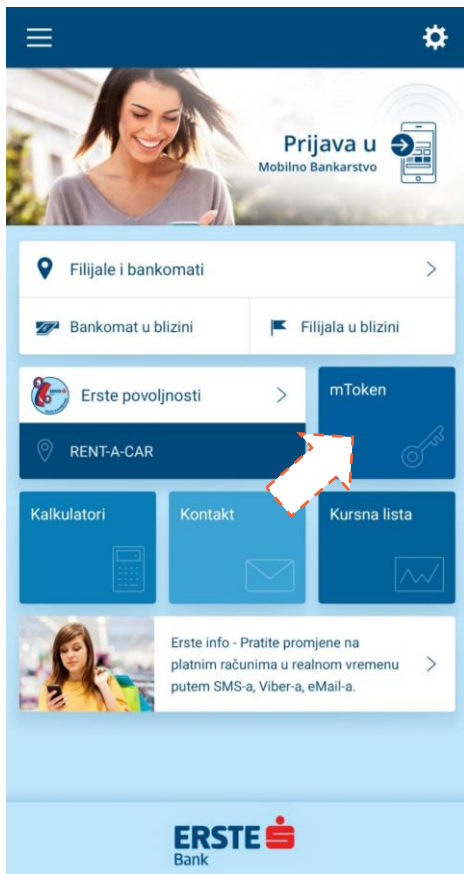 Prijava u
Mobilno Bankarstvo
Filijale i bankomati
Bankomat u blizini
Filijala u blizini
Erste povoljnosti
mToken
RENT-A-CAR
Kalkulatori
Kontakt
Kursna lista
Erste info - Pratite promjene na
platnim računima u realnom vremenu
putem SMS-a, Viber-a, eMail-a.
ERSTE
Bank